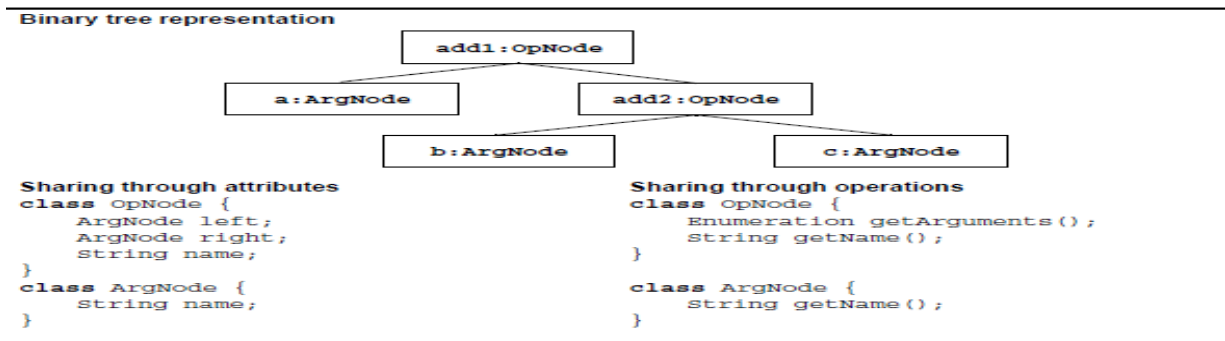 Binary tree representation
add1:OpNode
a:ArgNode
add2:OpNode
b:ArgNode
c:ArgNode
Sharing through attributes
class OpNode {
ArgNode left;
ArgNode right;
String name;
}
class ArgNode {
String name;
}
Sharing through operations
class OpNode {
Enumeration getArguments();
String getName();
}
class ArgNode {
String getName();
}